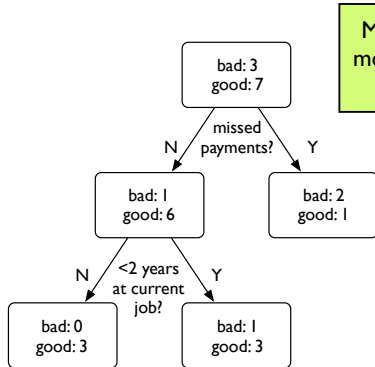 bad: 3
good: 7
missed
payments?
N
Y
bad: 1
good: 6
bad: 2
good: 1
<2 years
at current
job?
N
Y
bad: 0
good: 3
bad: 1
good: 3